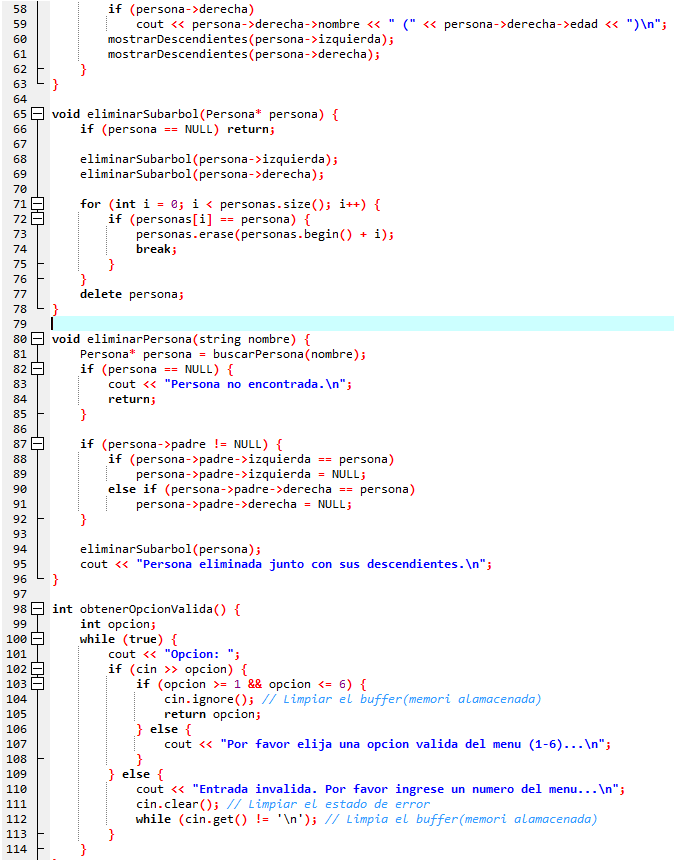 58 if (persona->derecha)
59 cout << persona->derecha->nombre << " (" << persona->derecha->edad << ")\n";
60 mostrarDescendientes(persona->izquierda);
61 mostrarDescendientes(persona->derecha);
62 }
63 }
64
65 void eliminarSubarbol(Persona* persona) {
66 if (persona == NULL) return;
67
68 eliminarSubarbol(persona->izquierda);
69 eliminarSubarbol(persona->derecha);
70
71 for (int i = 0; i < personas.size(); i++) {
72 if (personas[i] == persona) {
73 personas.erase(personas.begin() + i);
74 break;
75 }
76 }
77 delete persona;
78 }
79
80 void eliminarPersona(string nombre) {
81 Persona* persona = buscarPersona(nombre);
82 if (persona == NULL) {
83 cout << "Persona no encontrada.\n";
84 return;
85 }
86
87 if (persona->padre != NULL) {
88 if (persona->padre->izquierda == persona)
89 persona->padre->izquierda = NULL;
90 else if (persona->padre->derecha == persona)
91 persona->padre->derecha = NULL;
92 }
93
94 eliminarSubarbol(persona);
95 cout << "Persona eliminada junto con sus descendientes.\n";
96 }
97
98 int obtenerOpcionValida() {
99 int opcion;
100 while (true) {
101 cout << "Opcion: ";
102 if (cin >> opcion) {
103 if (opcion >= 1 && opcion <= 6) {
104 cin.ignore(); // Limpiar el buffer(memori alamacenada)
105 return opcion;
106 } else {
107 cout << "Por favor elija una opcion valida del menu (1-6)...\n";
108 }
109 } else {
110 cout << "Entrada invalida. Por favor ingrese un numero del menu...\n";
111 cin.clear(); // Limpiar el estado de error
112 while (cin.get() != '\n'); // Limpia el buffer(memori alamacenada)
113 }
114 }